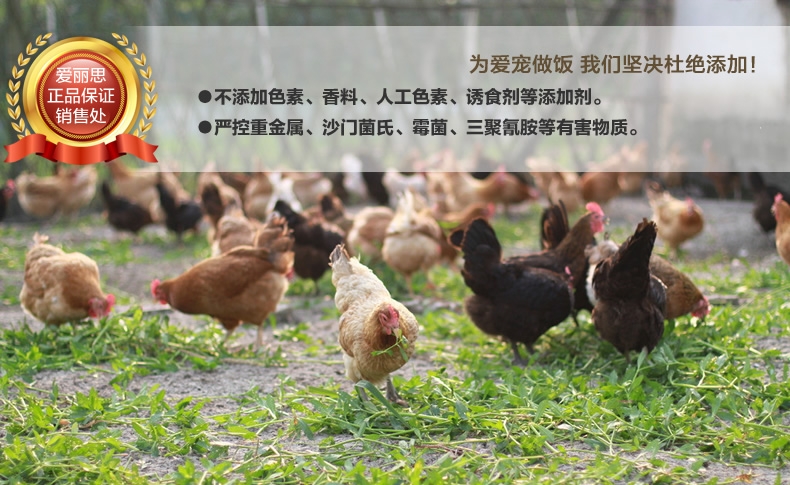 爱丽思
正品保证
销售处
为爱宠做饭 我们坚决杜绝添加！
●不添加色素、香料、人工色素、诱食剂等添加剂。
●严控重金属、沙门菌氏、霉菌、三聚氰胺等有害物质。